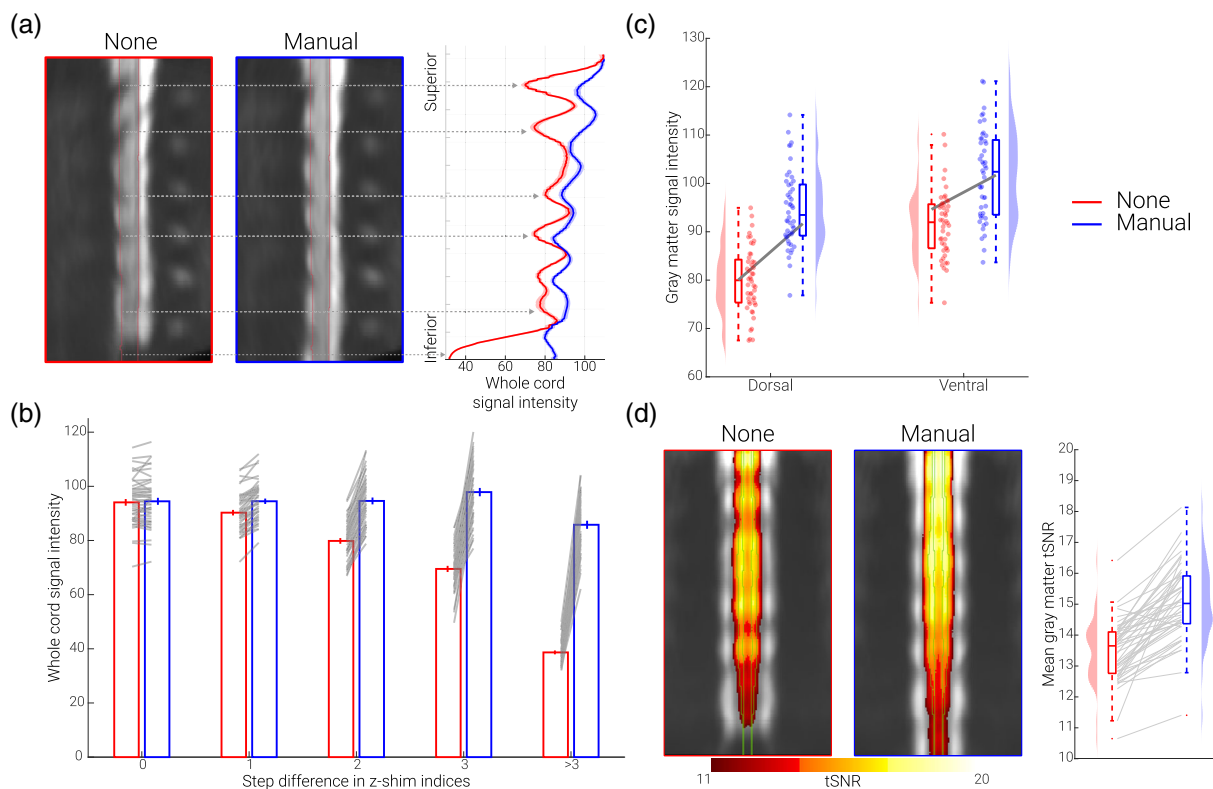 (a)
None
Manual
Superior
Inferior
40 60 80 100
Whole cord
signal intensity
(b)
Whole cord signal intensity
120
100
80
60
40
20
0
0 1 2 3 >3
Step difference in z-shim indices
(c)
Gray matter signal intensity
130
120
110
100
90
80
70
60
Dorsal Ventral
None
Manual
(d)
None
Manual
11 tSNR 20
Mean gray matter tSNR
20
19
18
17
16
15
14
13
12
11
10